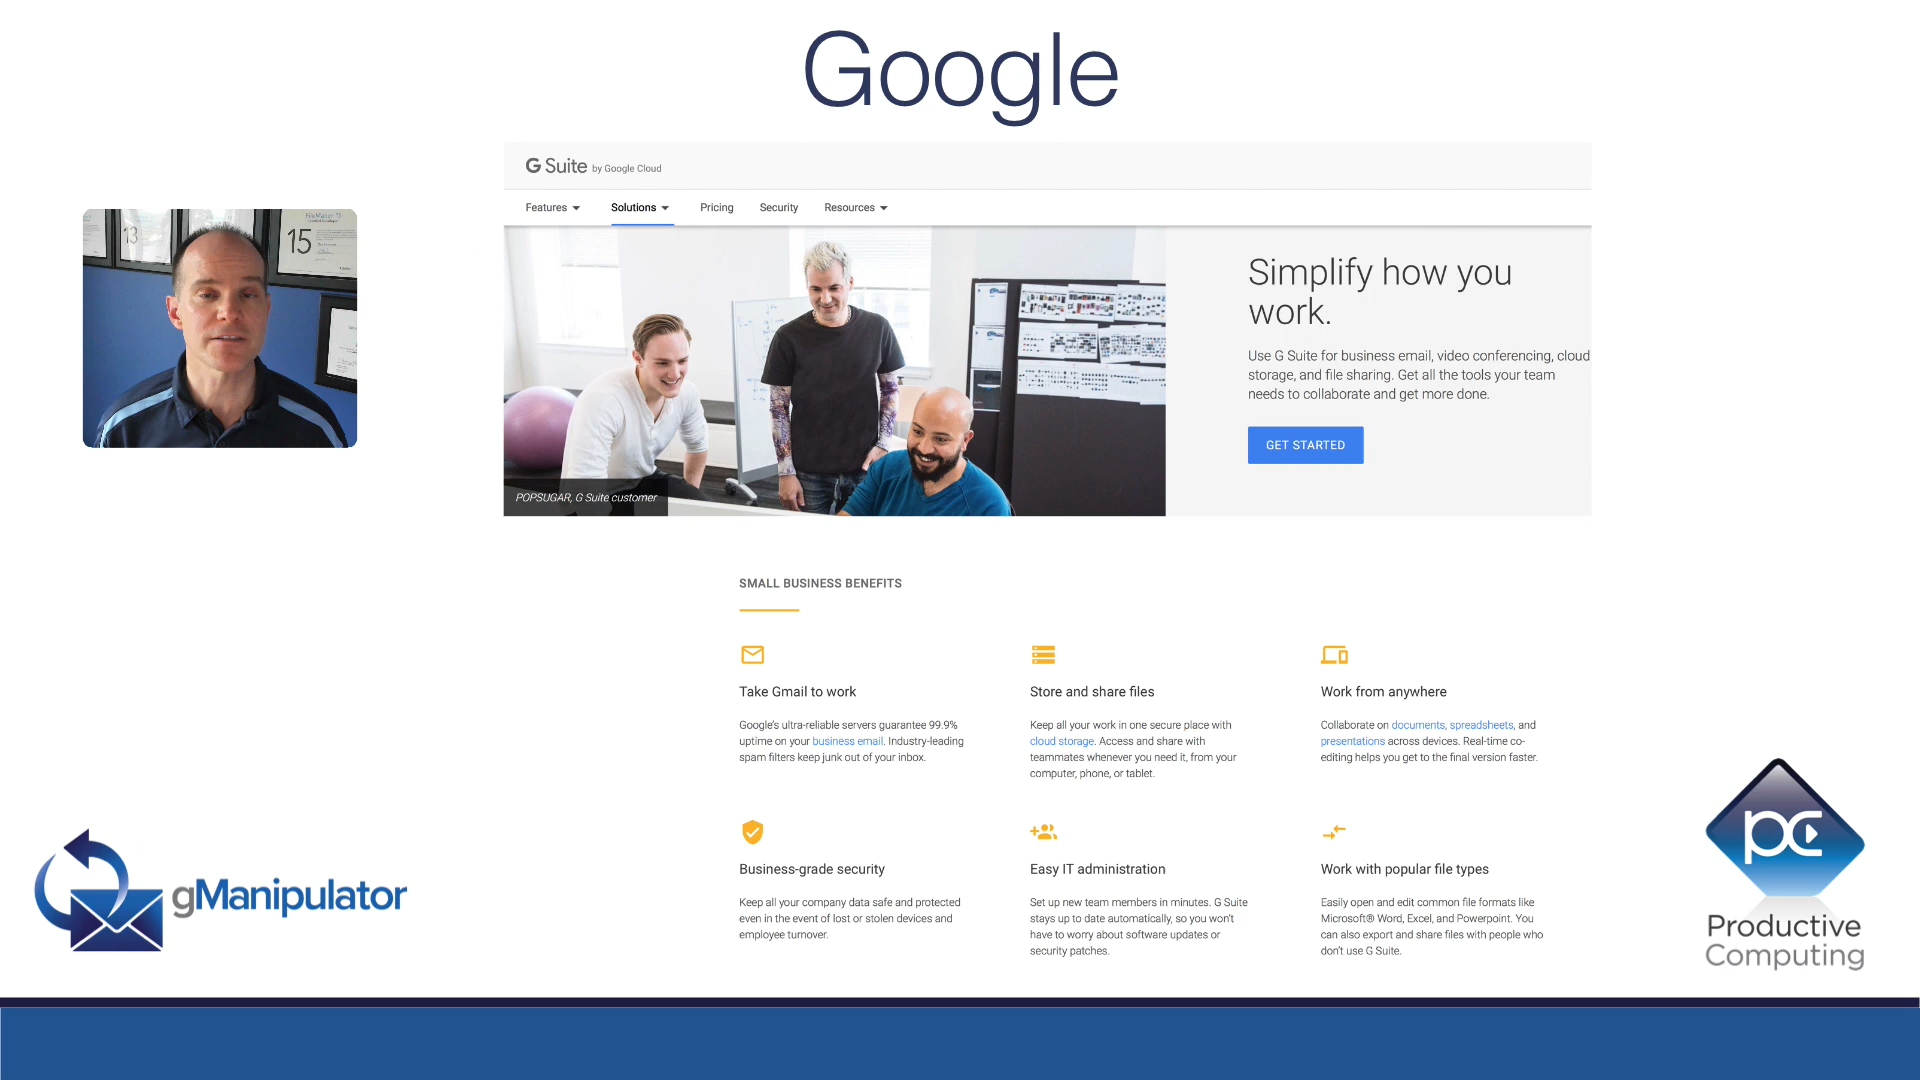 Google
G Suite by Google Cloud
Features
Solutions
Pricing
Security
Resources
FileMaker 15
13
15
Simplify how you
work.
Use G Suite for business email, video conferencing, cloud
storage, and file sharing. Get all the tools your team
needs to collaborate and get more done.
GET STARTED
POPSUGAR, G Suite customer
SMALL BUSINESS BENEFITS
Take Gmail to work
Google's ultra-reliable servers guarantee 99.9%
uptime on your business email. Industry-leading
spam filters keep junk out of your inbox.
Store and share files
Keep all your work in one secure place with
cloud storage. Access and share with
teammates whenever you need it, from your
computer, phone, or tablet.
Work from anywhere
Collaborate on documents, spreadsheets, and
presentations across devices. Real-time co-
editing helps you get to the final version faster.
Business-grade security
Keep all your company data safe and protected
even in the event of lost or stolen devices and
employee turnover.
Easy IT administration
Set up new team members in minutes. G Suite
stays up to date automatically, so you won't
have to worry about software updates or
security patches.
Work with popular file types
Easily open and edit common file formats like
Microsoft® Word, Excel, and Powerpoint. You
can also export and share files with people who
don't use G Suite.
gManipulator
pc
Productive
Computing